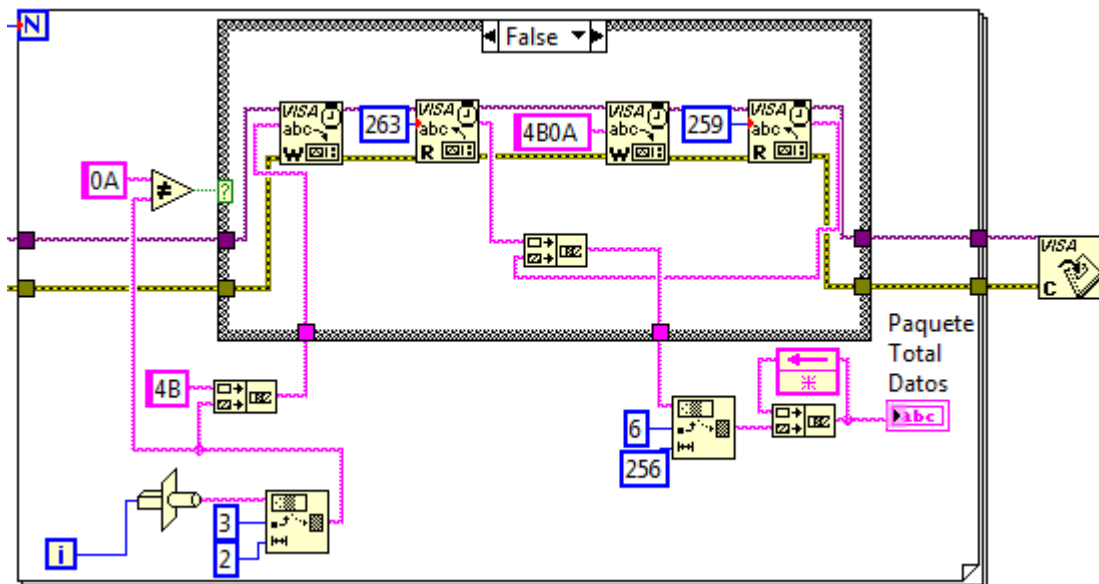 N
False
VISA
abc
W
263
VISA
abc
R
4B0A
VISA
abc
W
259
VISA
abc
R
0A
≠
?
VISA
C
Paquete
Total
Datos
4B
abc
6
256
3
2
i